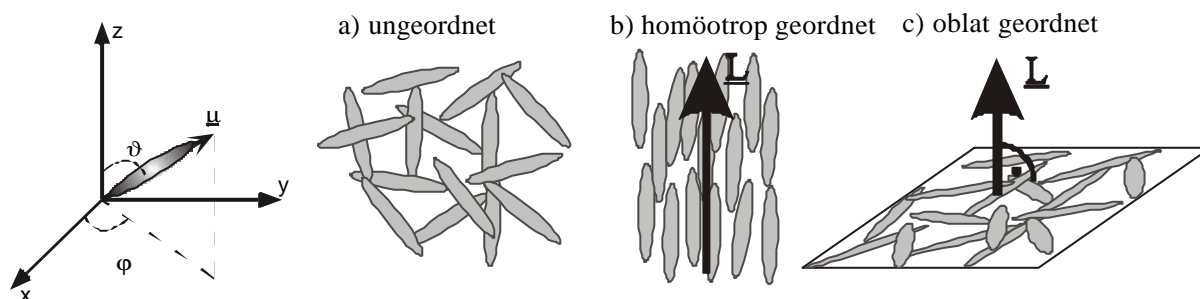 a) ungeordnet
b) homöotrop geordnet
c) oblat geordnet
z
μ
ϑ
y
φ
x
L
L